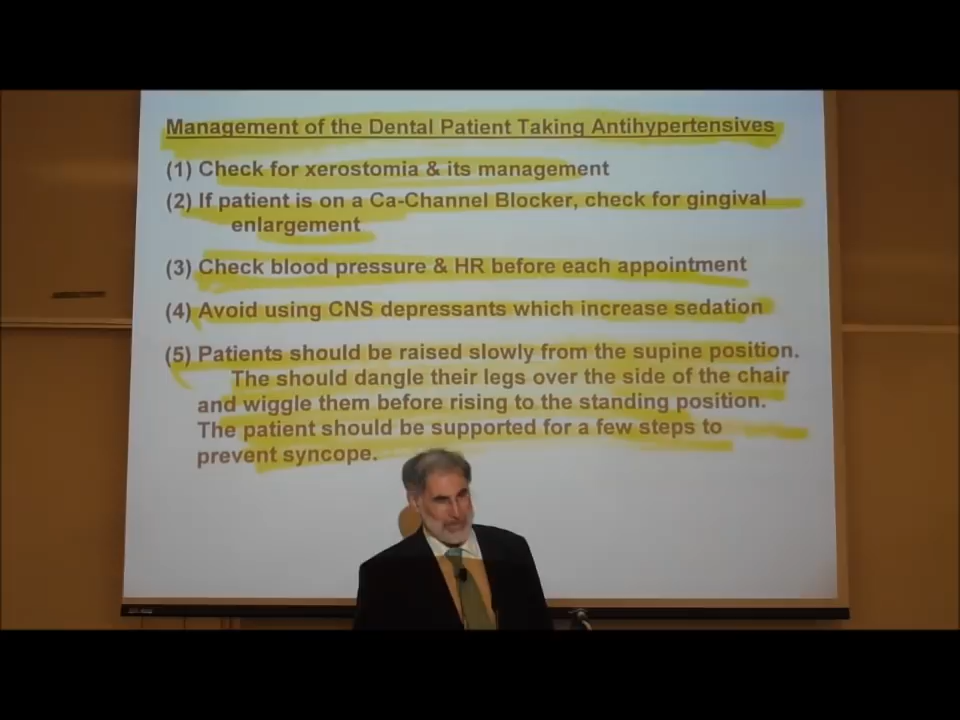 Management of the Dental Patient Taking Antihypertensives
(1) Check for xerostomia & its management
(2) If patient is on a Ca-Channel Blocker, check for gingival
enlargement
(3) Check blood pressure & HR before each appointment
(4) Avoid using CNS depressants which increase sedation
(5) Patients should be raised slowly from the supine position.
The should dangle their legs over the side of the chair
and wiggle them before rising to the standing position.
The patient should be supported for a few steps to
prevent syncope.